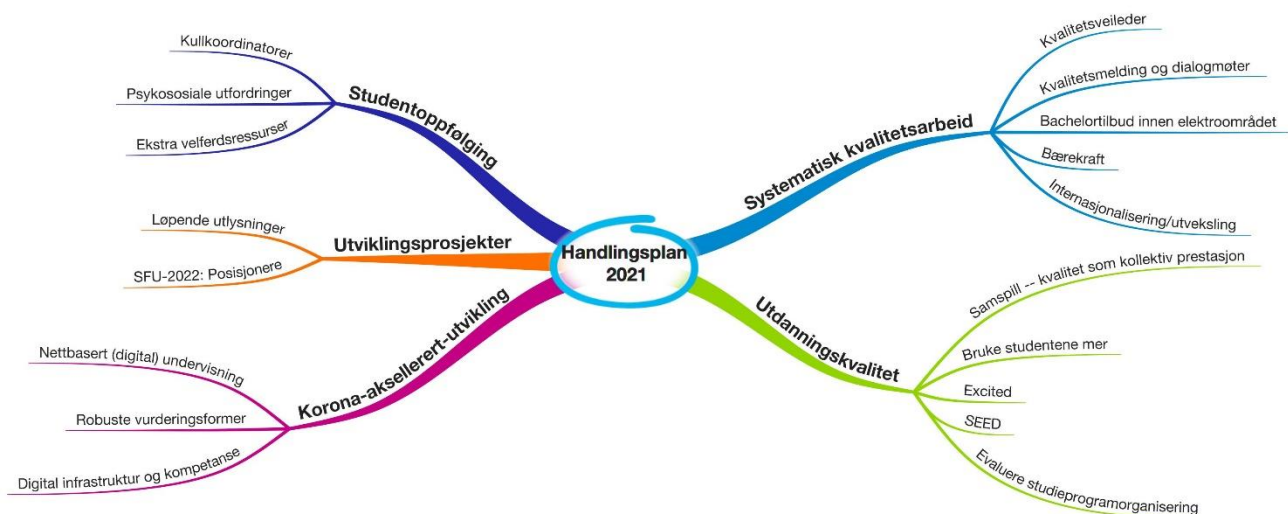 Handlingsplan
2021
Studentoppfølging
Kullkoordinatorer
Psykososiale utfordringer
Ekstra velferdsressurser
Utviklingsprosjekter
Løpende utlysninger
SFU-2022: Posisjonere
Korona-aksellerert-utvikling
Nettbasert (digital) undervisning
Robuste vurderingsformer
Digital infrastruktur og kompetanse
Systematisk kvalitetsarbeid
Kvalitetsveileder
Kvalitetsmelding og dialogmøter
Bachelortilbud innen elektroområdet
Bærekraft
Internasjonalisering/utveksling
Utdanningskvalitet
Samspill -- kvalitet som kollektiv prestasjon
Bruke studentene mer
Excited
SEED
Evaluere studieprogramorganisering